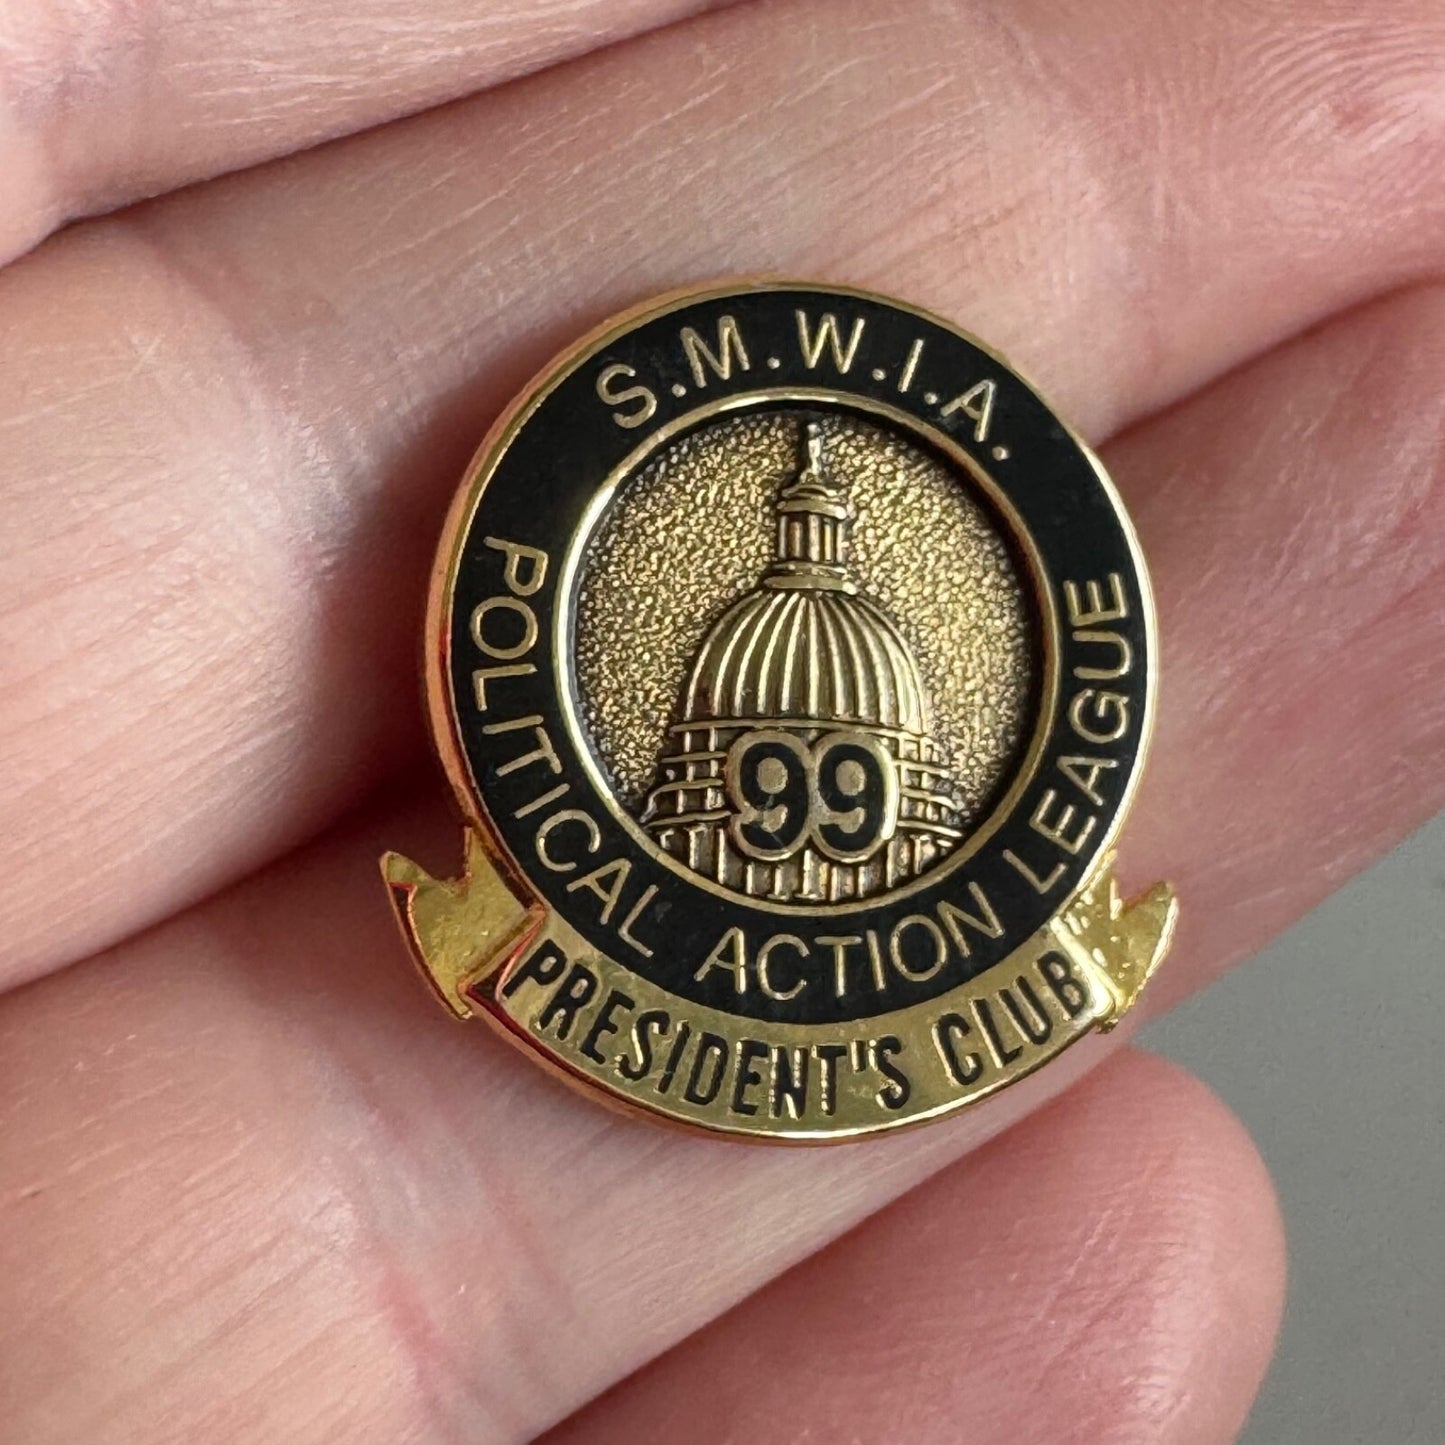 S.M.W.I.A.
POLITICAL ACTION LEAGUE
99
PRESIDENT'S CLUB